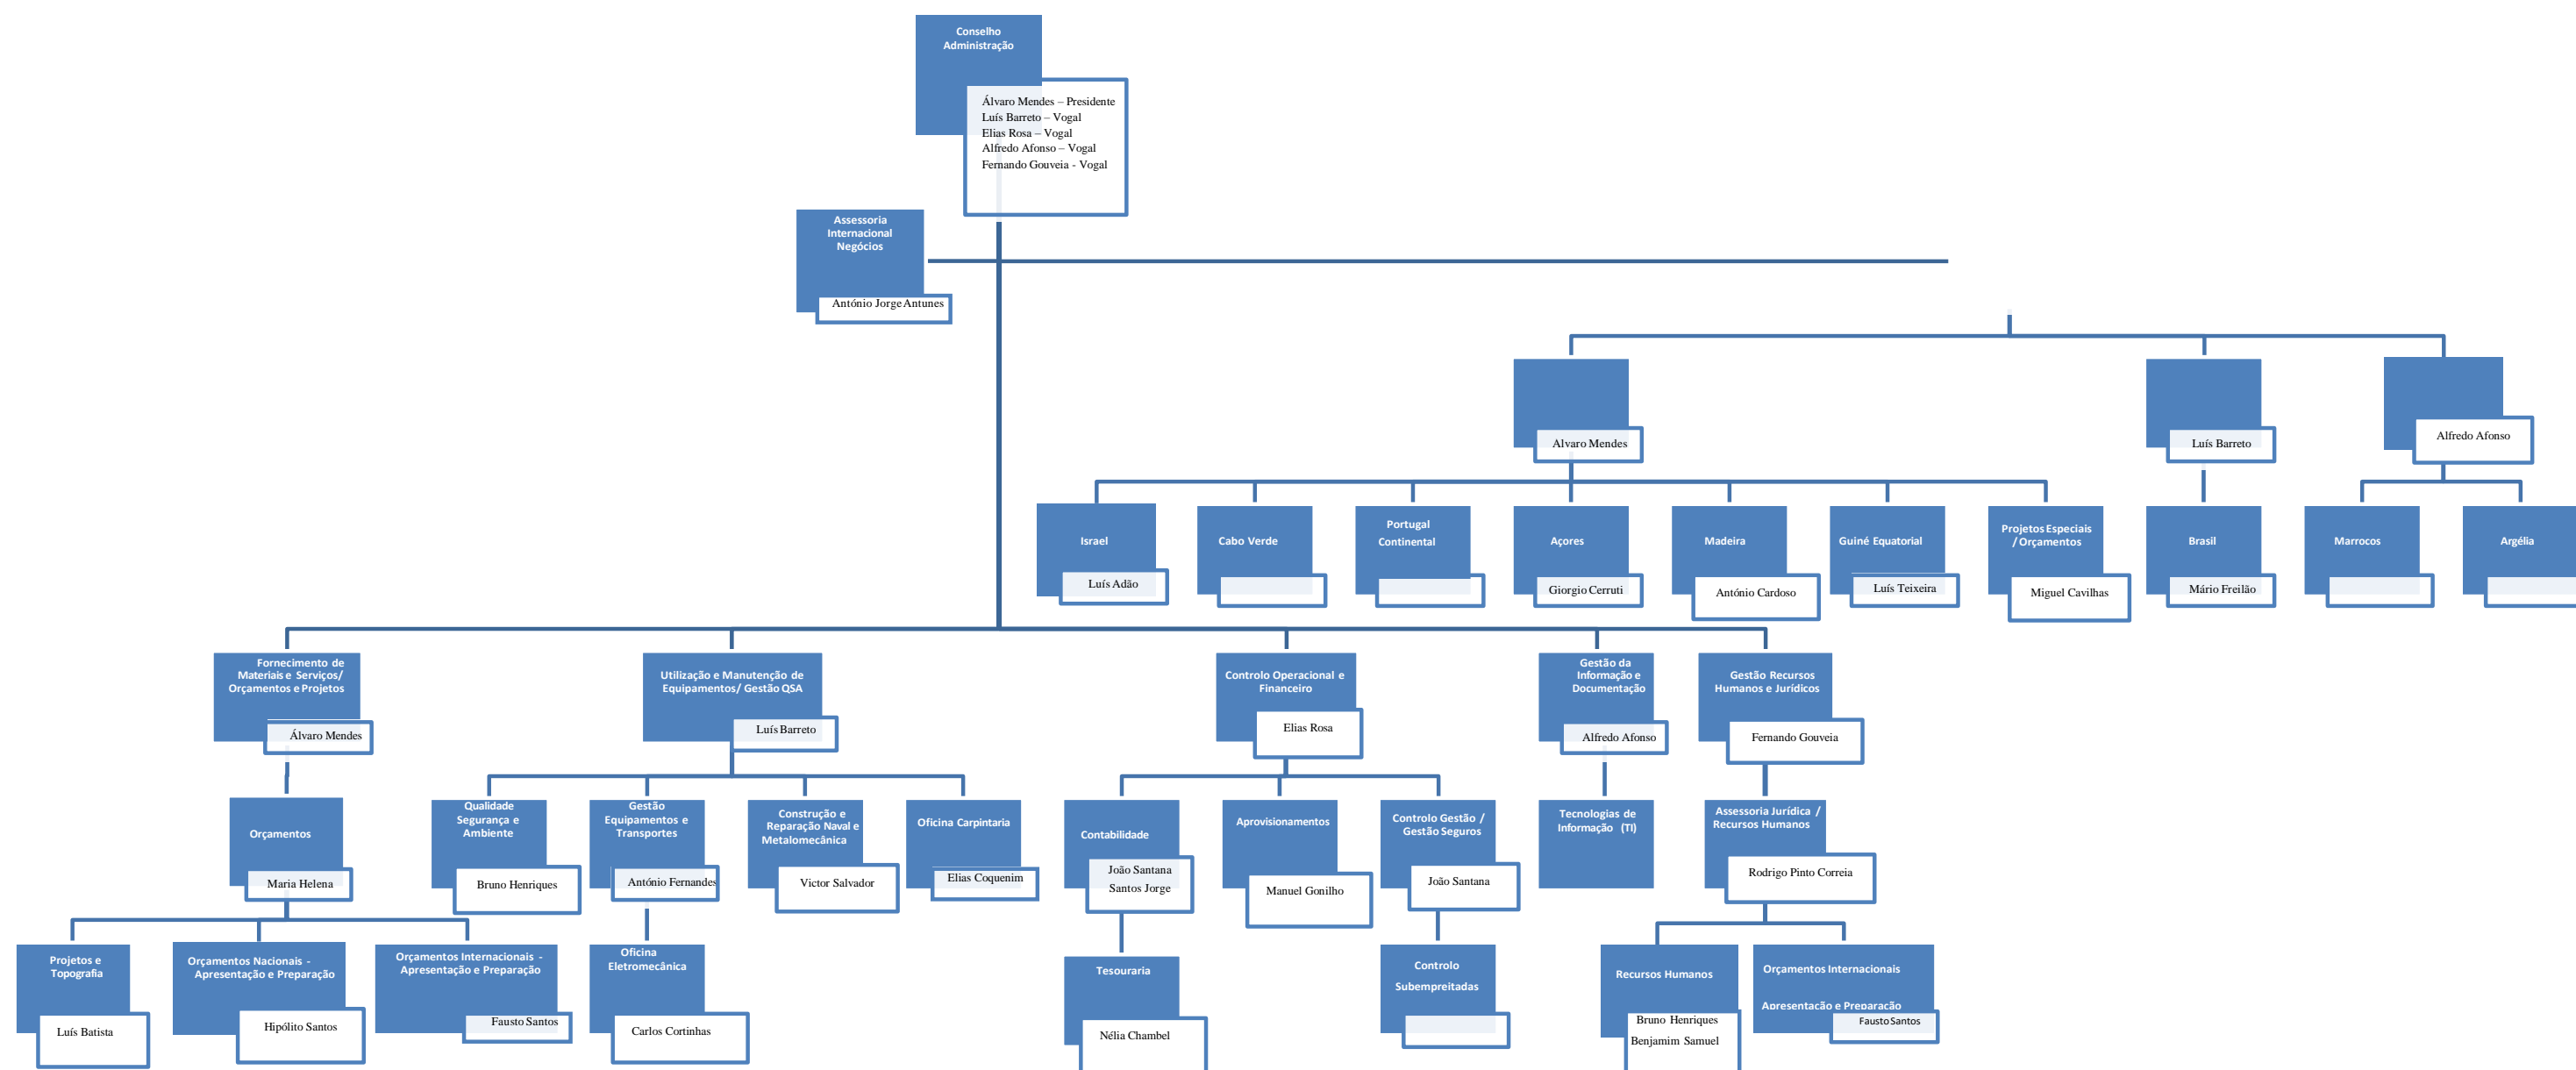 Conselho
Administração
Álvaro Mendes – Presidente
Luís Barreto – Vogal
Elias Rosa – Vogal
Alfredo Afonso – Vogal
Fernando Gouveia - Vogal
Assessoria
Internacional
Negócios
António Jorge Antunes
Alvaro Mendes
Luís Barreto
Alfredo Afonso
Israel
Luís Adão
Cabo Verde
Portugal
Continental
Açores
Giorgio Cerruti
Madeira
António Cardoso
Guiné Equatorial
Luís Teixeira
Projetos Especiais
/ Orçamentos
Miguel Cavilhas
Brasil
Mário Freilão
Marrocos
Argélia
Fornecimento de
Materiais e Serviços/
Orçamentos e Projetos
Álvaro Mendes
Utilização e Manutenção de
Equipamentos/ Gestão QSA
Luís Barreto
Controlo Operacional e
Financeiro
Elias Rosa
Gestão da
Informação e
Documentação
Alfredo Afonso
Gestão Recursos
Humanos e Jurídicos
Fernando Gouveia
Orçamentos
Maria Helena
Qualidade
Segurança e
Ambiente
Bruno Henriques
Gestão
Equipamentos e
Transportes
António Fernandes
Construção e
Reparação Naval e
Metalomecânica
Victor Salvador
Oficina Carpintaria
Elias Coquenim
Contabilidade
João Santana
Santos Jorge
Aprovisionamentos
Manuel Gonilho
Controlo Gestão /
Gestão Seguros
João Santana
Tecnologias de
Informação (TI)
Assessoria Jurídica /
Recursos Humanos
Rodrigo Pinto Correia
Projetos e
Topografia
Luís Batista
Orçamentos Nacionais -
Apresentação e Preparação
Hipólito Santos
Orçamentos Internacionais -
Apresentação e Preparação
Fausto Santos
Oficina
Eletromecânica
Carlos Cortinhas
Tesouraria
Nélia Chambel
Controlo
Subempreitadas
Recursos Humanos
Bruno Henriques
Benjamim Samuel
Orçamentos Internacionais
Apresentação e Preparação
Fausto Santos